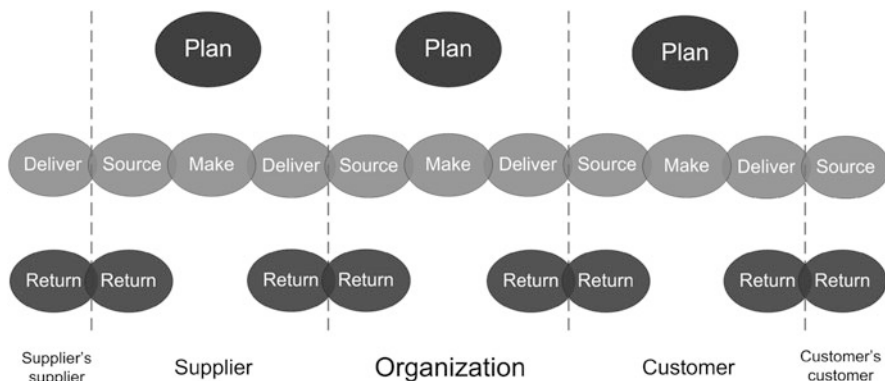 Plan Plan Plan
Deliver Source Make Deliver Source Make Deliver Source Make Deliver Source
Return Return Return Return Return Return Return Return
Supplier's
supplier
Supplier
Organization
Customer
Customer's
customer